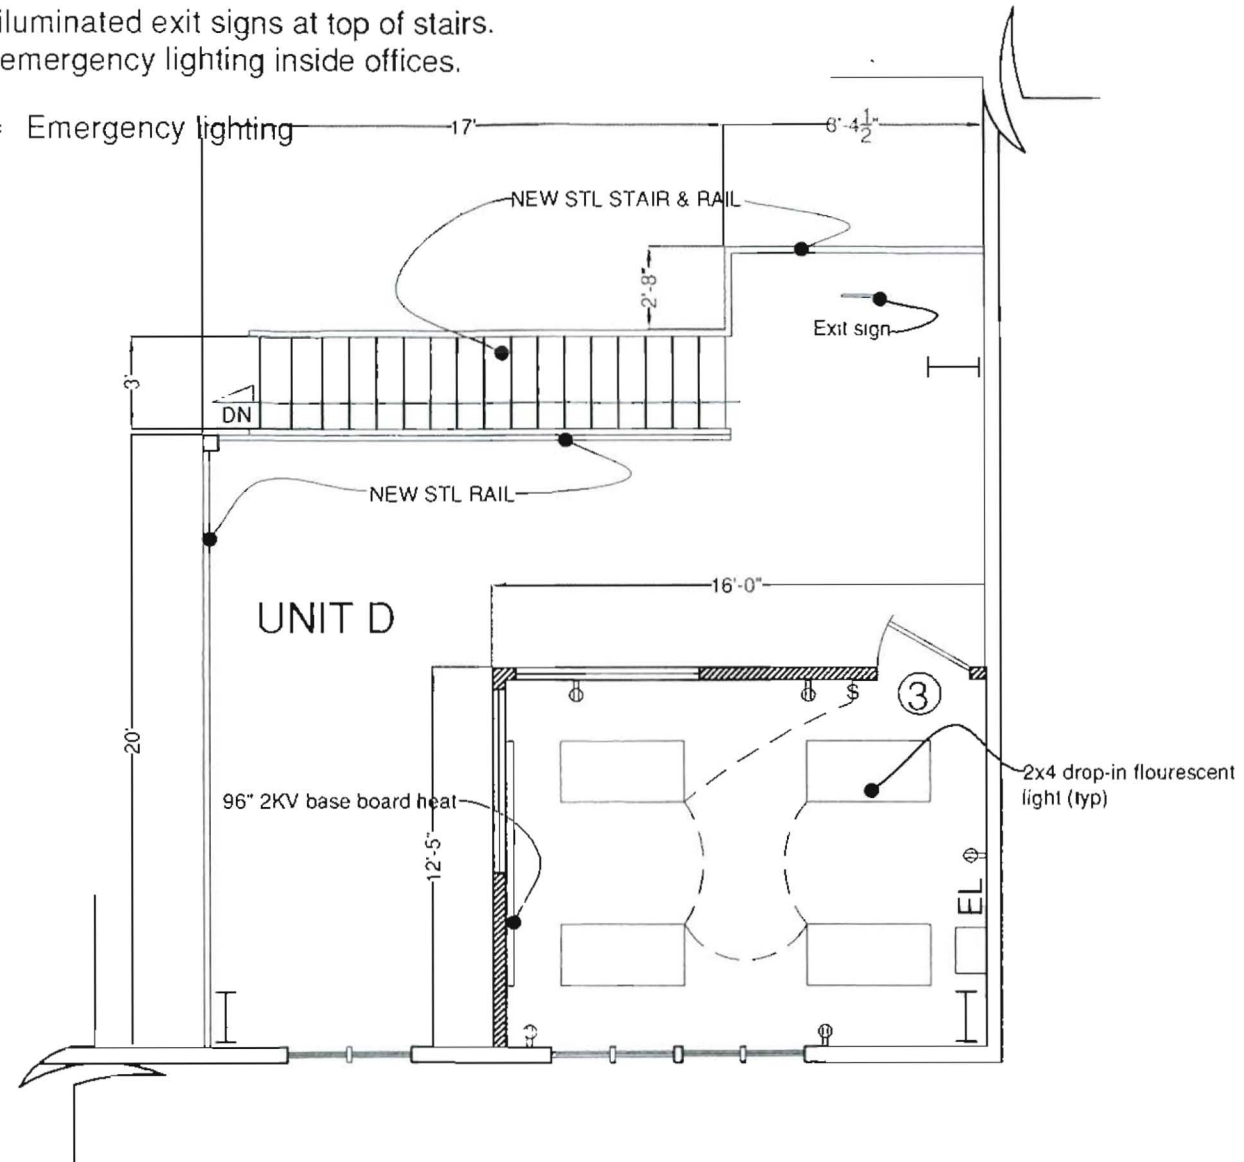 iluminated exit signs at top of stairs.
emergency lighting inside offices.
= Emergency lighting
17'
8'-4½"
NEW STL STAIR & RAIL
2'-8"
Exit sign
3'
DN
NEW STL RAIL
16'-0"
UNIT D
3
S
20'
96" 2KV base board heat
12'-5"
2x4 drop-in flourescent
light (typ)
EL